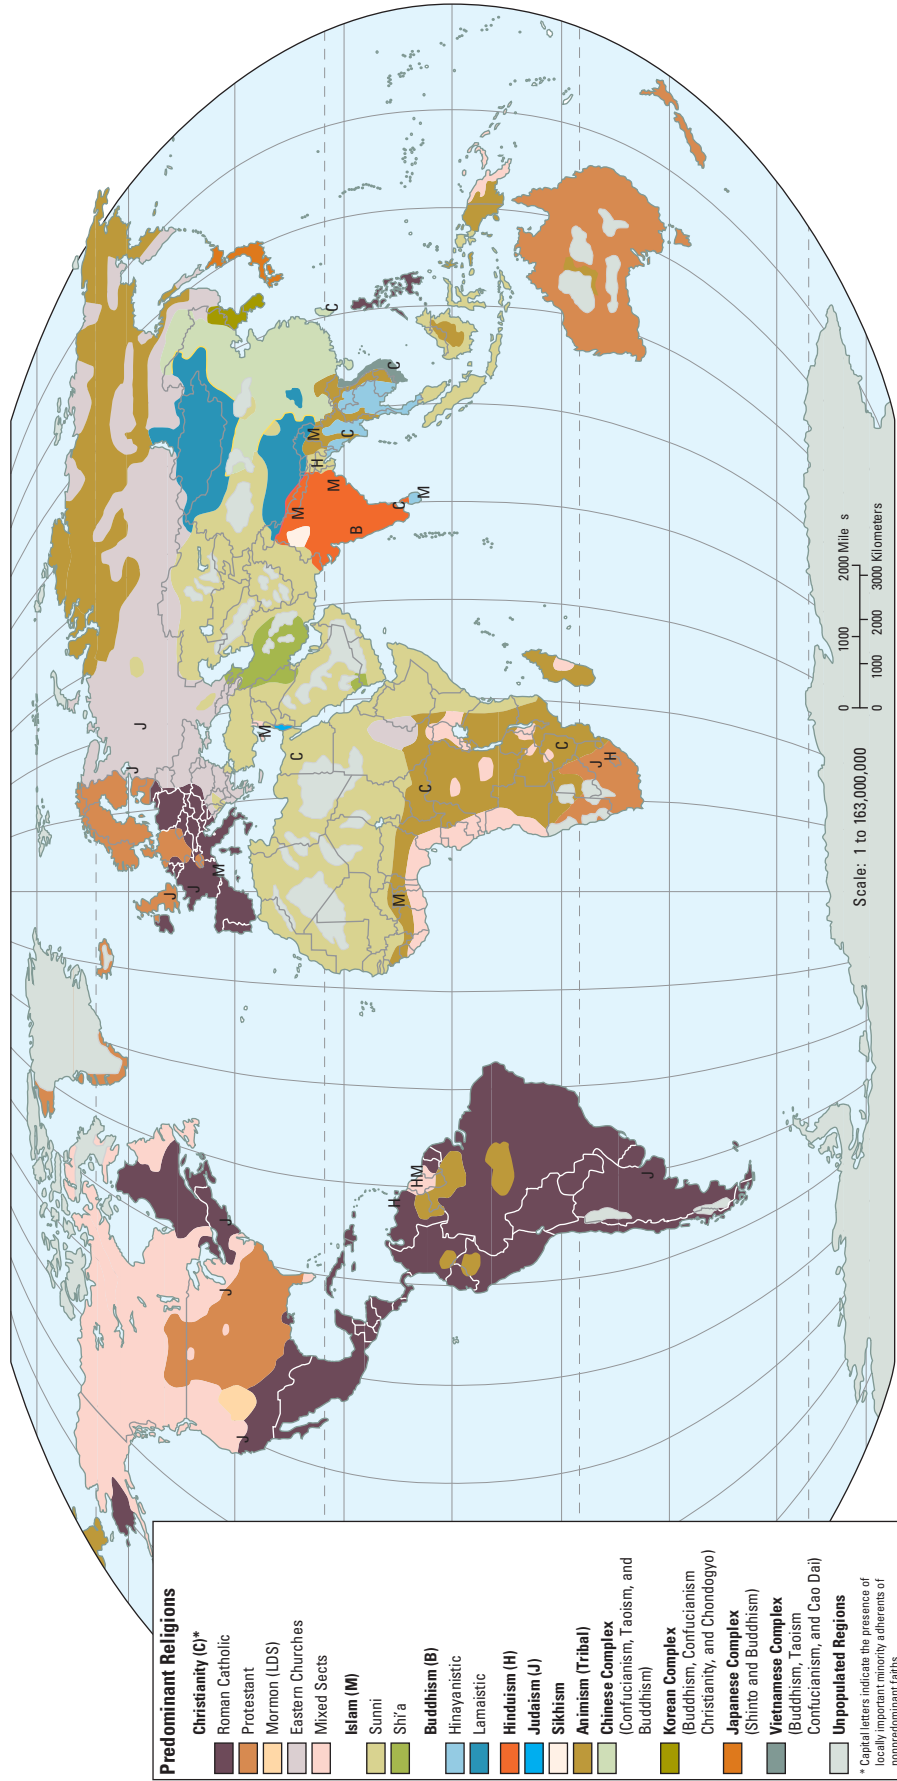 Predominant Religions
Christianity (C)*
Roman Catholic
Protestant
Mormon (LDS)
Eastern Churches
Mixed Sects
Islam (M)
Sunni
Shi'a
Buddhism (B)
Hinayanistic
Lamaistic
Hinduism (H)
Judaism (J)
Sikhism
Animism (Tribal)
Chinese Complex
(Confucianism, Taoism, and
Buddhism)
Korean Complex
(Buddhism, Confucianism
Christianity, and Chondogyo)
Japanese Complex
(Shinto and Buddhism)
Vietnamese Complex
(Buddhism, Taoism
Confucianism, and Cao Dai)
Unpopulated Regions
* Capital letters indicate the presence of
locally important minority adherents of
nonpredominant faiths.
J
J
J
H
HM
J
J
J
M
J
J
M
C
M
C
C
J
H
M
M
B
C
M
H
M
C
C
C
Scale: 1 to 163,000,000
0 1000 2000 Mile s
0 1000 2000 3000 Kilometers